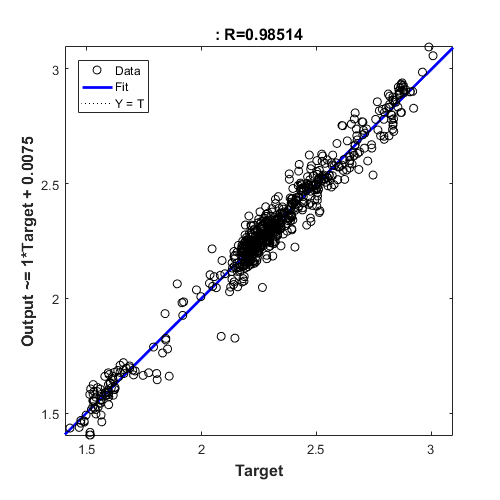 : R=0.98514
Data
Fit
Y = T
3
2.5
2
1.5
Output ~= 1*Target + 0.0075
1.5
2
2.5
3
Target